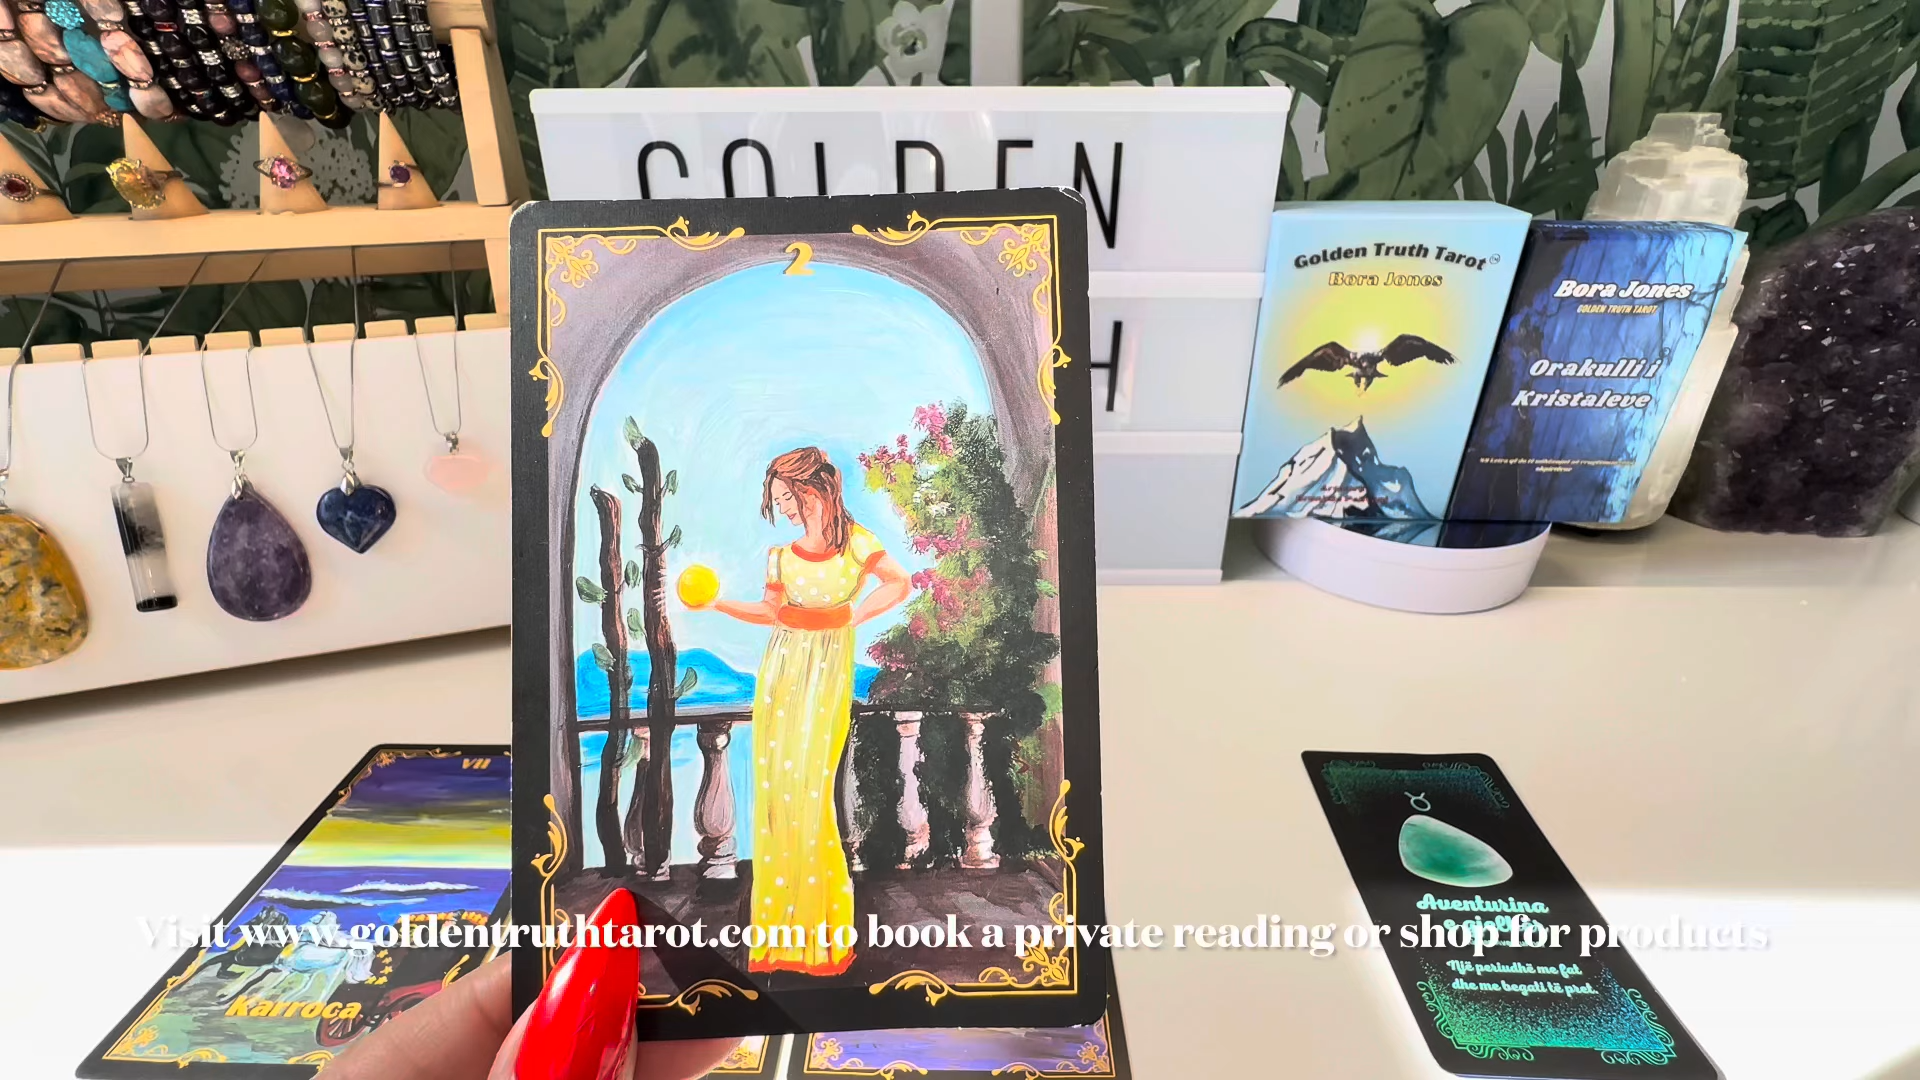 GOLDEN
H
Golden Truth Tarot
Bora Jones
Bora Jones
GOLDEN TRUTH TAROT
Orakulli i
Kristaleve
2
VII
Karroca
Aventurina
Një periudhë me fat
dhe me begati të pret.
Visit www.goldentruthtarot.com to book a private reading or shop for products